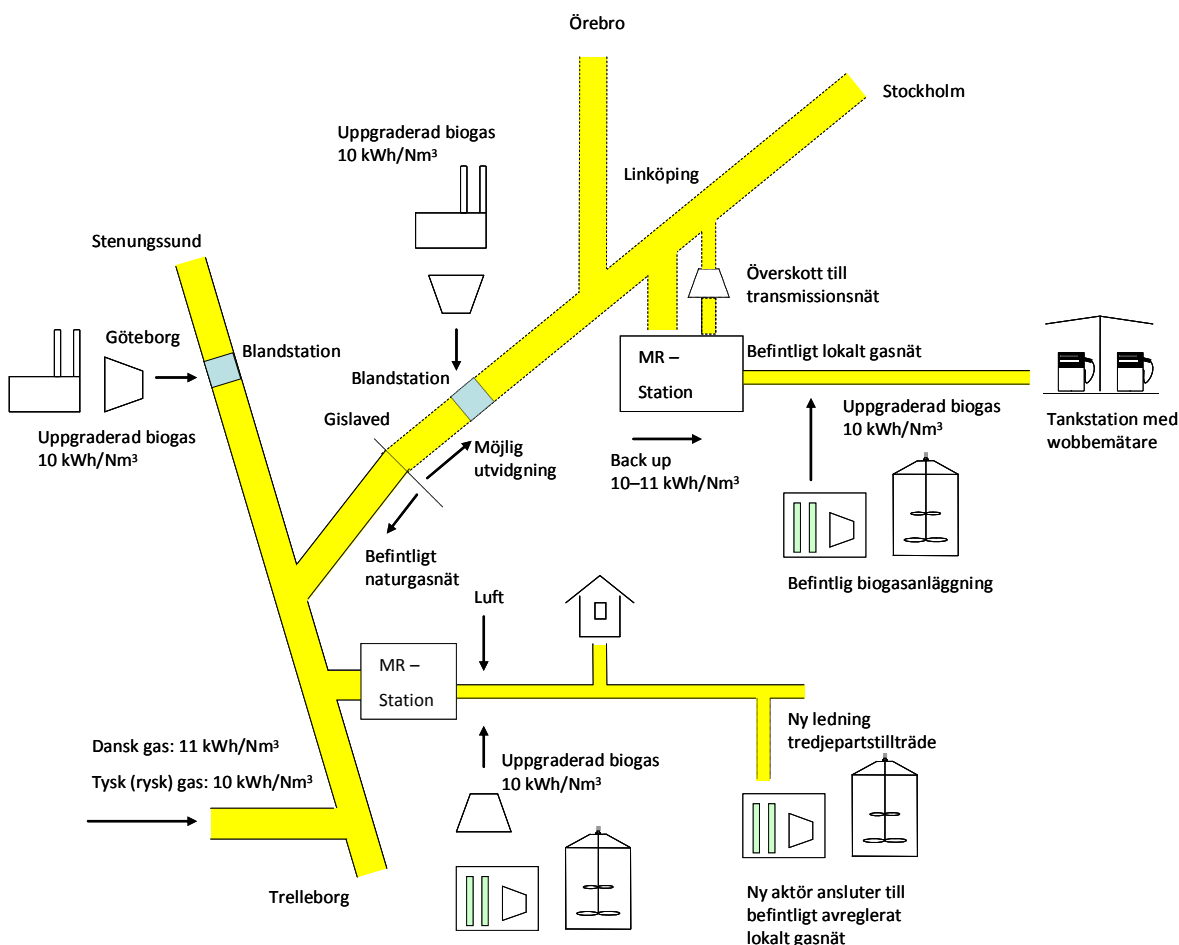 Örebro
Stockholm
Uppgraderad biogas
10 kWh/Nm³
Linköping
Stenungssund
Överskott till
transmissionsnät
Göteborg
Blandstation
MR –
Station
Befintligt lokalt gasnät
Blandstation
Gislaved
Uppgraderad biogas
10 kWh/Nm³
Tankstation med
wobbemätare
Uppgraderad biogas
10 kWh/Nm³
Möjlig
utvidgning
Back up
10–11 kWh/Nm³
Befintligt
naturgasnät
Befintlig biogasanläggning
Luft
MR –
Station
Ny ledning
tredjepartstillträde
Dansk gas: 11 kWh/Nm³
Tysk (rysk) gas: 10 kWh/Nm³
Uppgraderad biogas
10 kWh/Nm³
Trelleborg
Ny aktör ansluter till
befintligt avreglerat
lokalt gasnät